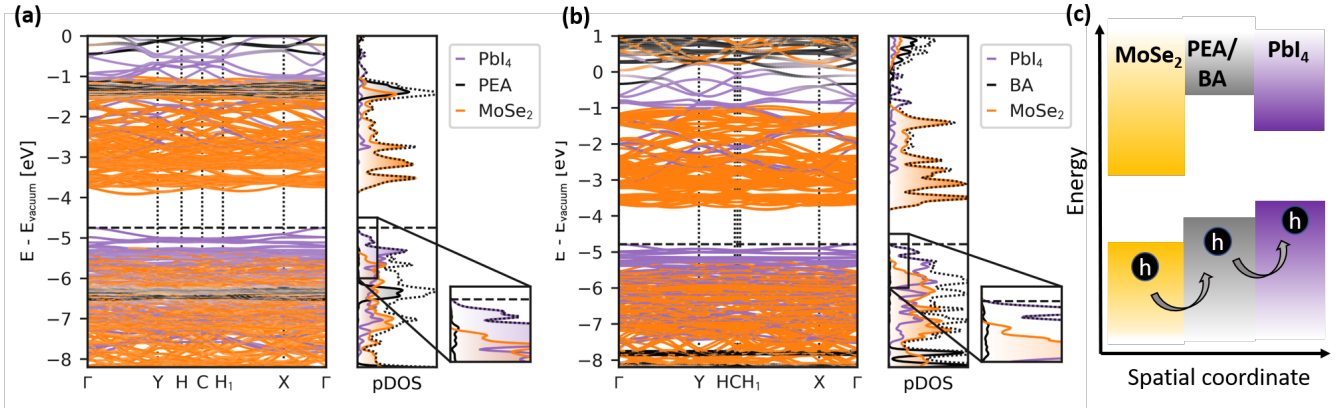 (a)
E - E_vacuum [eV]
0
−1
−2
−3
−4
−5
−6
−7
−8
Γ Y H C H₁ X Γ
pDOS
PbI₄
PEA
MoSe₂
(b)
E - E_vacuum [eV]
1
0
−1
−2
−3
−4
−5
−6
−7
−8
Γ Y HCH₁ X Γ
pDOS
PbI₄
BA
MoSe₂
(c)
Energy
MoSe₂
PEA/
BA
PbI₄
h
h
h
Spatial coordinate